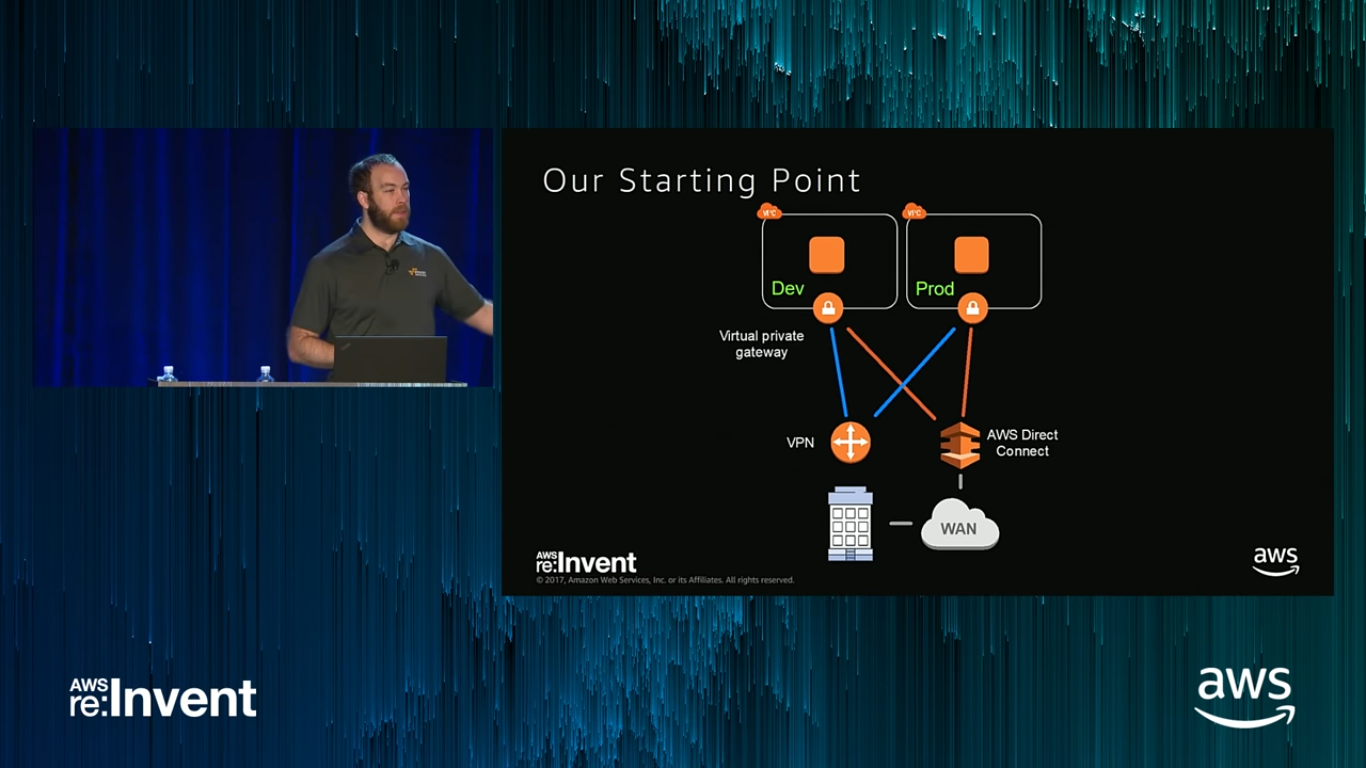 Our Starting Point
VPC
VPC
Dev
Prod
Virtual private
gateway
VPN
AWS Direct
Connect
WAN
AWS
re:Invent
© 2017, Amazon Web Services, Inc. or its Affiliates. All rights reserved.
aws
AWS
re:Invent
aws